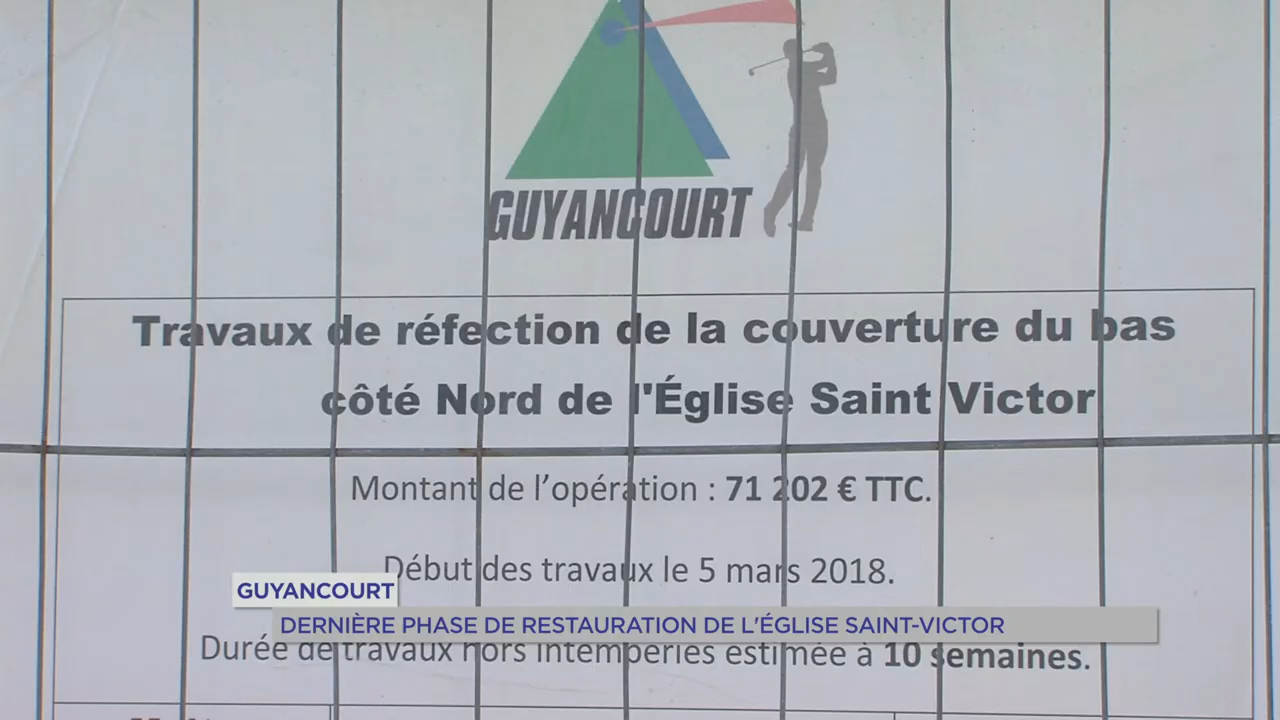 GUYANCOURT
Travaux de réfection de la couverture du bas
côté Nord de l'Église Saint Victor
Montant de l'opération : 71 202 € TTC.
Début des travaux le 5 mars 2018.
GUYANCOURT
DERNIÈRE PHASE DE RESTAURATION DE L'ÉGLISE SAINT-VICTOR
Durée de travaux hors intempéries estimée à 10 semaines.